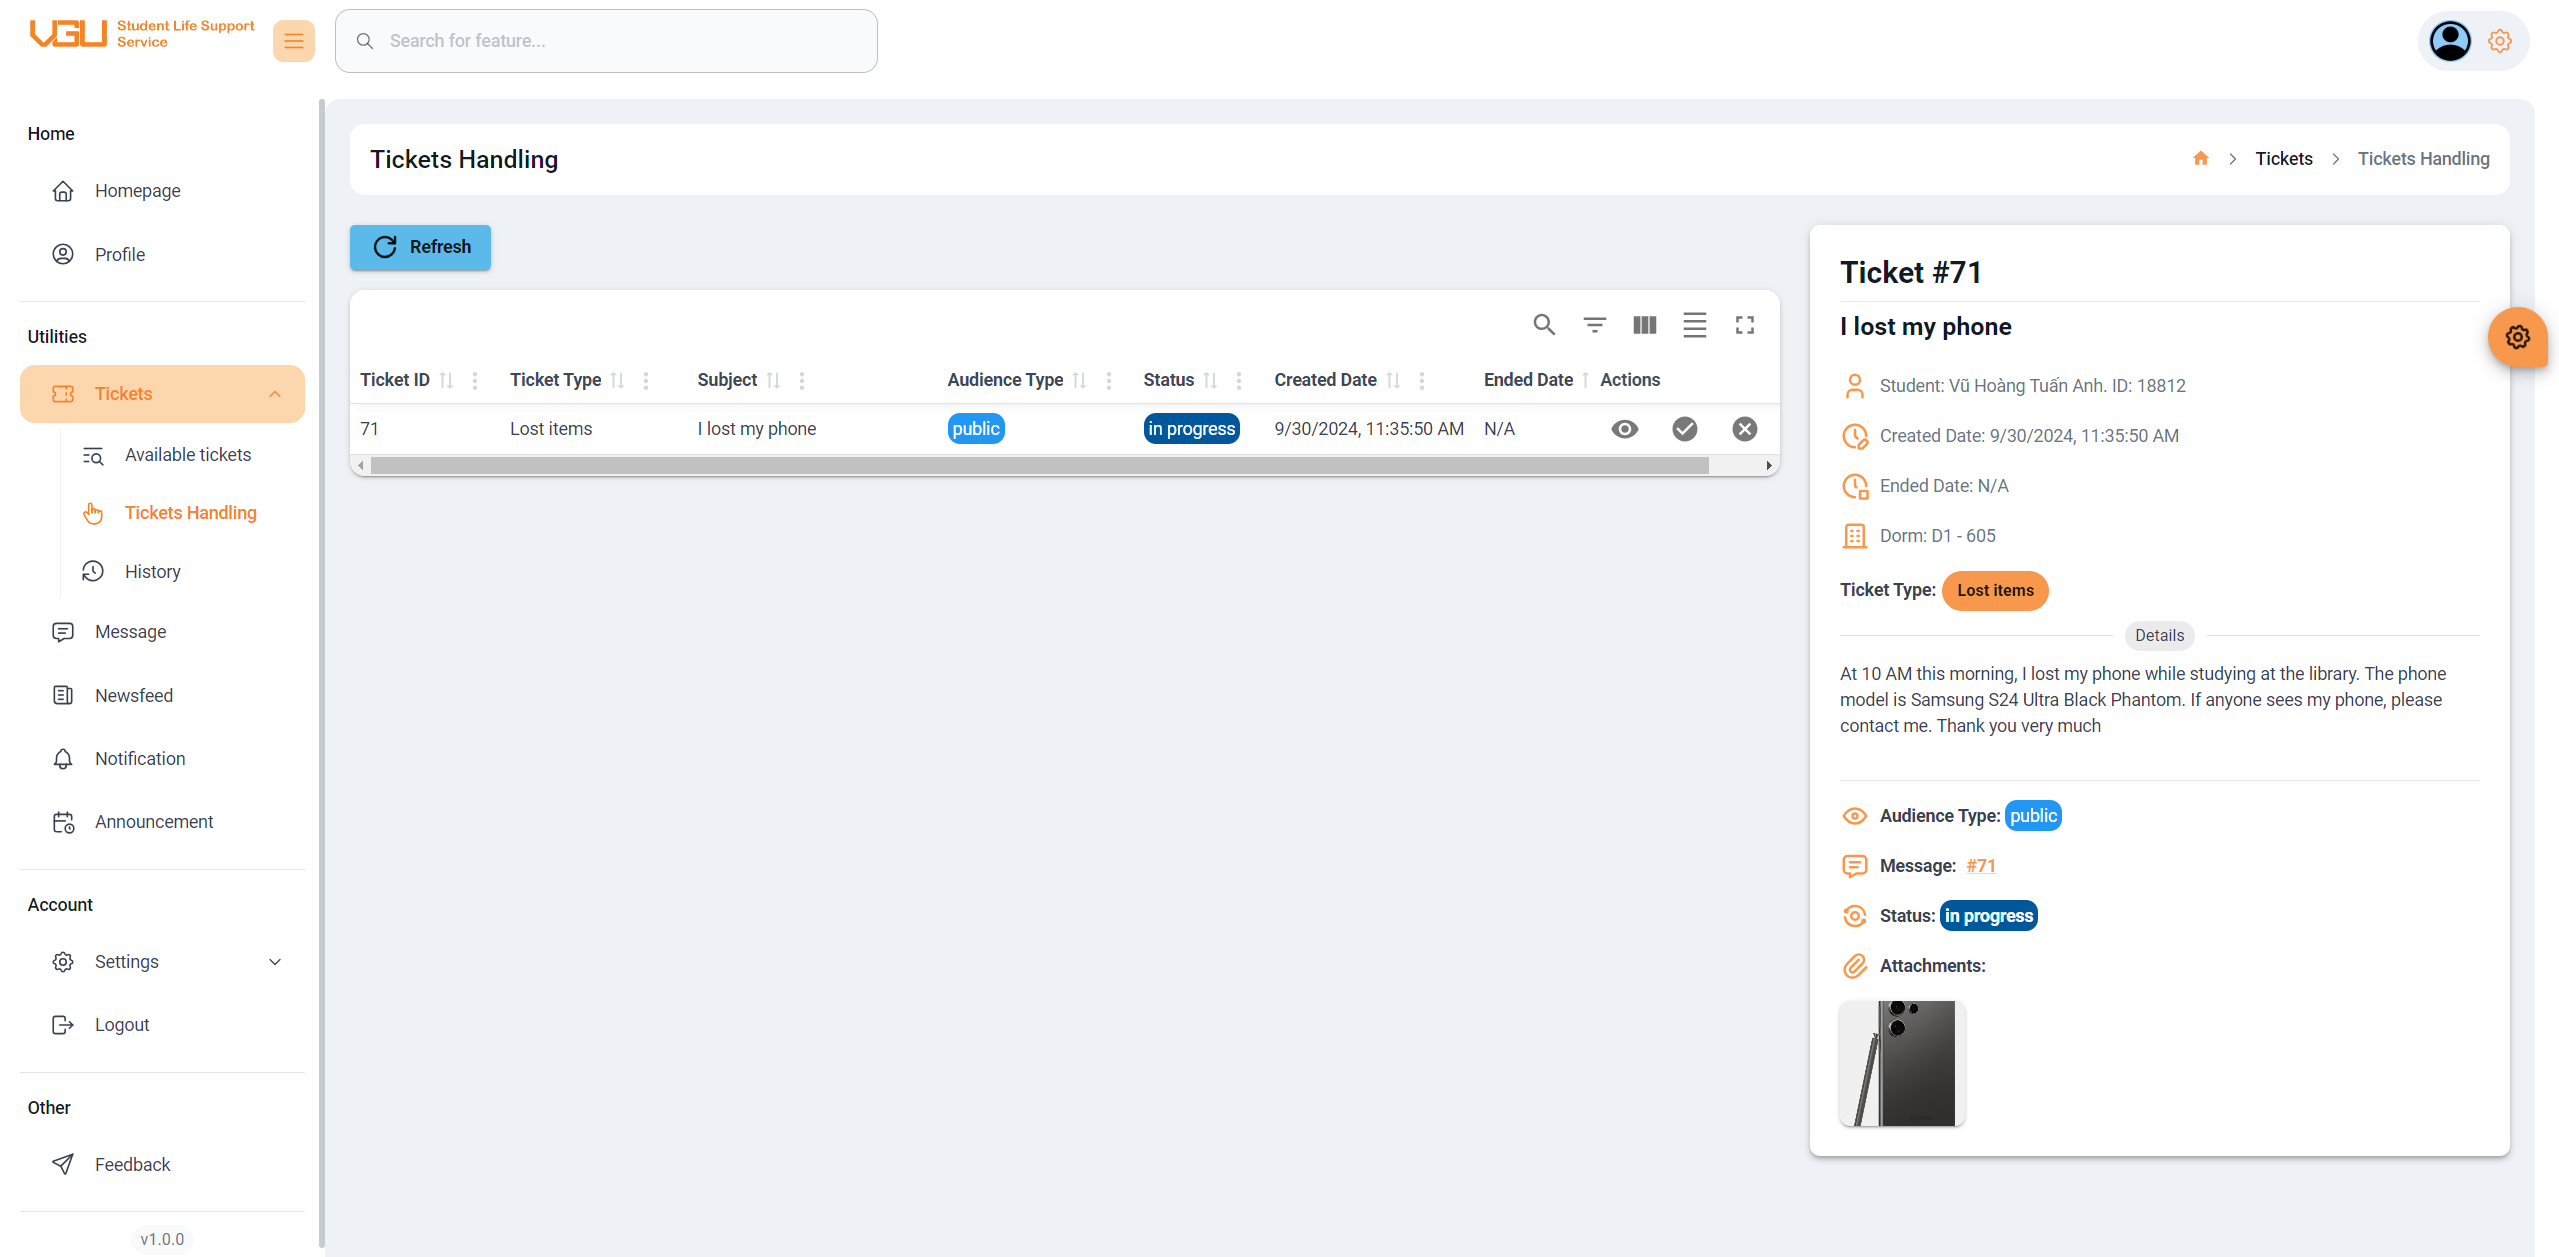 VGU
Student Life Support
Service
Search for feature...
Home
Homepage
Profile
Utilities
Tickets
Available tickets
Tickets Handling
History
Message
Newsfeed
Notification
Announcement
Account
Settings
Logout
Other
Feedback
v1.0.0
Tickets Handling
Tickets > Tickets Handling
Refresh
Ticket ID Ticket Type Subject Audience Type Status Created Date Ended Date Actions
71 Lost items I lost my phone public in progress 9/30/2024, 11:35:50 AM N/A
Ticket #71
I lost my phone
Student: Vũ Hoàng Tuấn Anh. ID: 18812
Created Date: 9/30/2024, 11:35:50 AM
Ended Date: N/A
Dorm: D1 - 605
Ticket Type: Lost items
Details
At 10 AM this morning, I lost my phone while studying at the library. The phone
model is Samsung S24 Ultra Black Phantom. If anyone sees my phone, please
contact me. Thank you very much
Audience Type: public
Message: #71
Status: in progress
Attachments: